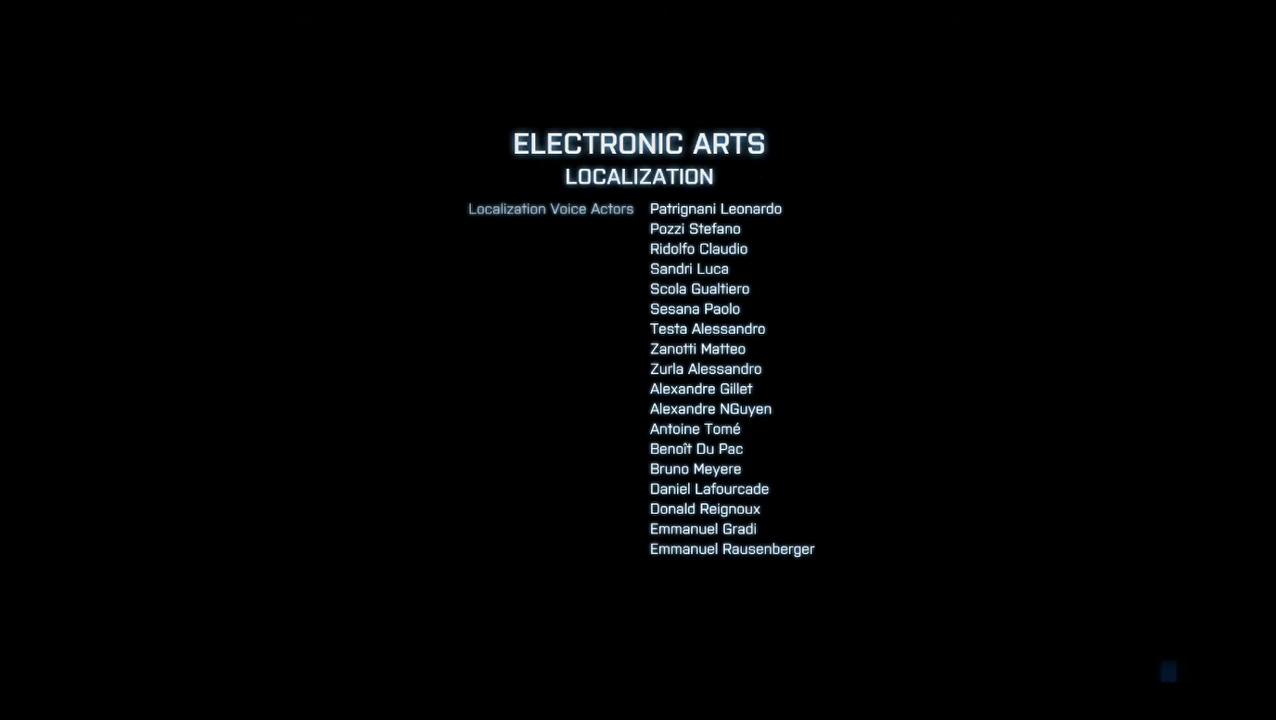 ELECTRONIC ARTS
LOCALIZATION
Localization Voice Actors Patrignani Leonardo
Pozzi Stefano
Ridolfo Claudio
Sandri Luca
Scola Gualtiero
Sesana Paolo
Testa Alessandro
Zanotti Matteo
Zurla Alessandro
Alexandre Gillet
Alexandre NGuyen
Antoine Tomé
Benoît Du Pac
Bruno Meyere
Daniel Lafourcade
Donald Reignoux
Emmanuel Gradi
Emmanuel Rausenberger